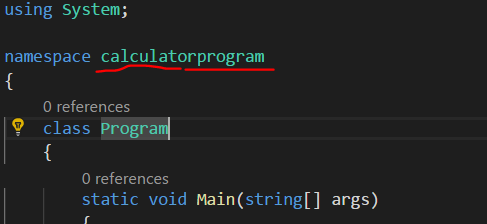 using System;
namespace calculatorprogram
{
0 references
class Program
{
0 references
static void Main(string[] args)
{